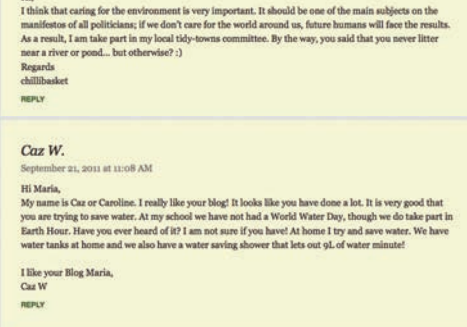 I think that caring for the environment is very important. It should be one of the main subjects on the
manifestos of all politicians; if we don't care for the world around us, future humans will face the results.
As a result, I am take part in my local tidy-towns committee. By the way, you said that you never litter
near a river or pond... but otherwise? :)
Regards
chillibasket
REPLY
Caz W.
September 21, 2011 at 11:08 AM
Hi Maria,
My name is Caz or Caroline. I really like your blog! It looks like you have done a lot. It is very good that
you are trying to save water. At my school we have not had a World Water Day, though we do take part in
Earth Hour. Have you ever heard of it? I am not sure if you have! At home I try and save water. We have
water tanks at home and we also have a water saving shower that lets out 9L of water minute!
I like your Blog Maria,
Caz W
REPLY